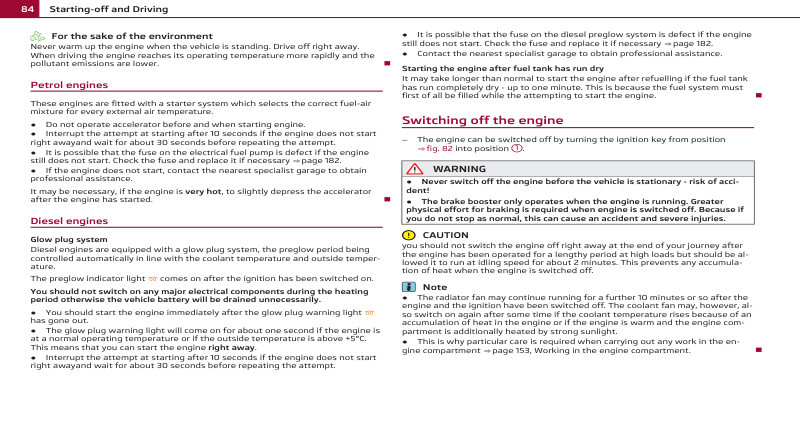 84 Starting-off and Driving
For the sake of the environment
Never warm up the engine when the vehicle is standing. Drive off right away.
When driving the engine reaches its operating temperature more rapidly and the
pollutant emissions are lower.
Petrol engines
These engines are fitted with a starter system which selects the correct fuel-air
mixture for every external air temperature.
● Do not operate accelerator before and when starting engine.
● Interrupt the attempt at starting after 10 seconds if the engine does not start
right awayand wait for about 30 seconds before repeating the attempt.
● It is possible that the fuse on the electrical fuel pump is defect if the engine
still does not start. Check the fuse and replace it if necessary ⇒ page 182.
● If the engine does not start, contact the nearest specialist garage to obtain
professional assistance.
It may be necessary, if the engine is very hot, to slightly depress the accelerator
after the engine has started.
Diesel engines
Glow plug system
Diesel engines are equipped with a glow plug system, the preglow period being
controlled automatically in line with the coolant temperature and outside temper-
ature.
The preglow indicator light comes on after the ignition has been switched on.
You should not switch on any major electrical components during the heating
period otherwise the vehicle battery will be drained unnecessarily.
● You should start the engine immediately after the glow plug warning light
has gone out.
● The glow plug warning light will come on for about one second if the engine is
at a normal operating temperature or if the outside temperature is above +5°C.
This means that you can start the engine right away.
● Interrupt the attempt at starting after 10 seconds if the engine does not start
right awayand wait for about 30 seconds before repeating the attempt.
● It is possible that the fuse on the diesel preglow system is defect if the engine
still does not start. Check the fuse and replace it if necessary ⇒ page 182.
● Contact the nearest specialist garage to obtain professional assistance.
Starting the engine after fuel tank has run dry
It may take longer than normal to start the engine after refuelling if the fuel tank
has run completely dry - up to one minute. This is because the fuel system must
first of all be filled while the attempting to start the engine.
Switching off the engine
– The engine can be switched off by turning the ignition key from position
⇒ fig. 82 into position 1.
WARNING
● Never switch off the engine before the vehicle is stationary - risk of acci-
dent!
● The brake booster only operates when the engine is running. Greater
physical effort for braking is required when engine is switched off. Because if
you do not stop as normal, this can cause an accident and severe injuries.
CAUTION
you should not switch the engine off right away at the end of your journey after
the engine has been operated for a lengthy period at high loads but should be al-
lowed it to run at idling speed for about 2 minutes. This prevents any accumula-
tion of heat when the engine is switched off.
Note
● The radiator fan may continue running for a further 10 minutes or so after the
engine and the ignition have been switched off. The coolant fan may, however, al-
so switch on again after some time if the coolant temperature rises because of an
accumulation of heat in the engine or if the engine is warm and the engine com-
partment is additionally heated by strong sunlight.
● This is why particular care is required when carrying out any work in the en-
gine compartment ⇒ page 153, Working in the engine compartment.